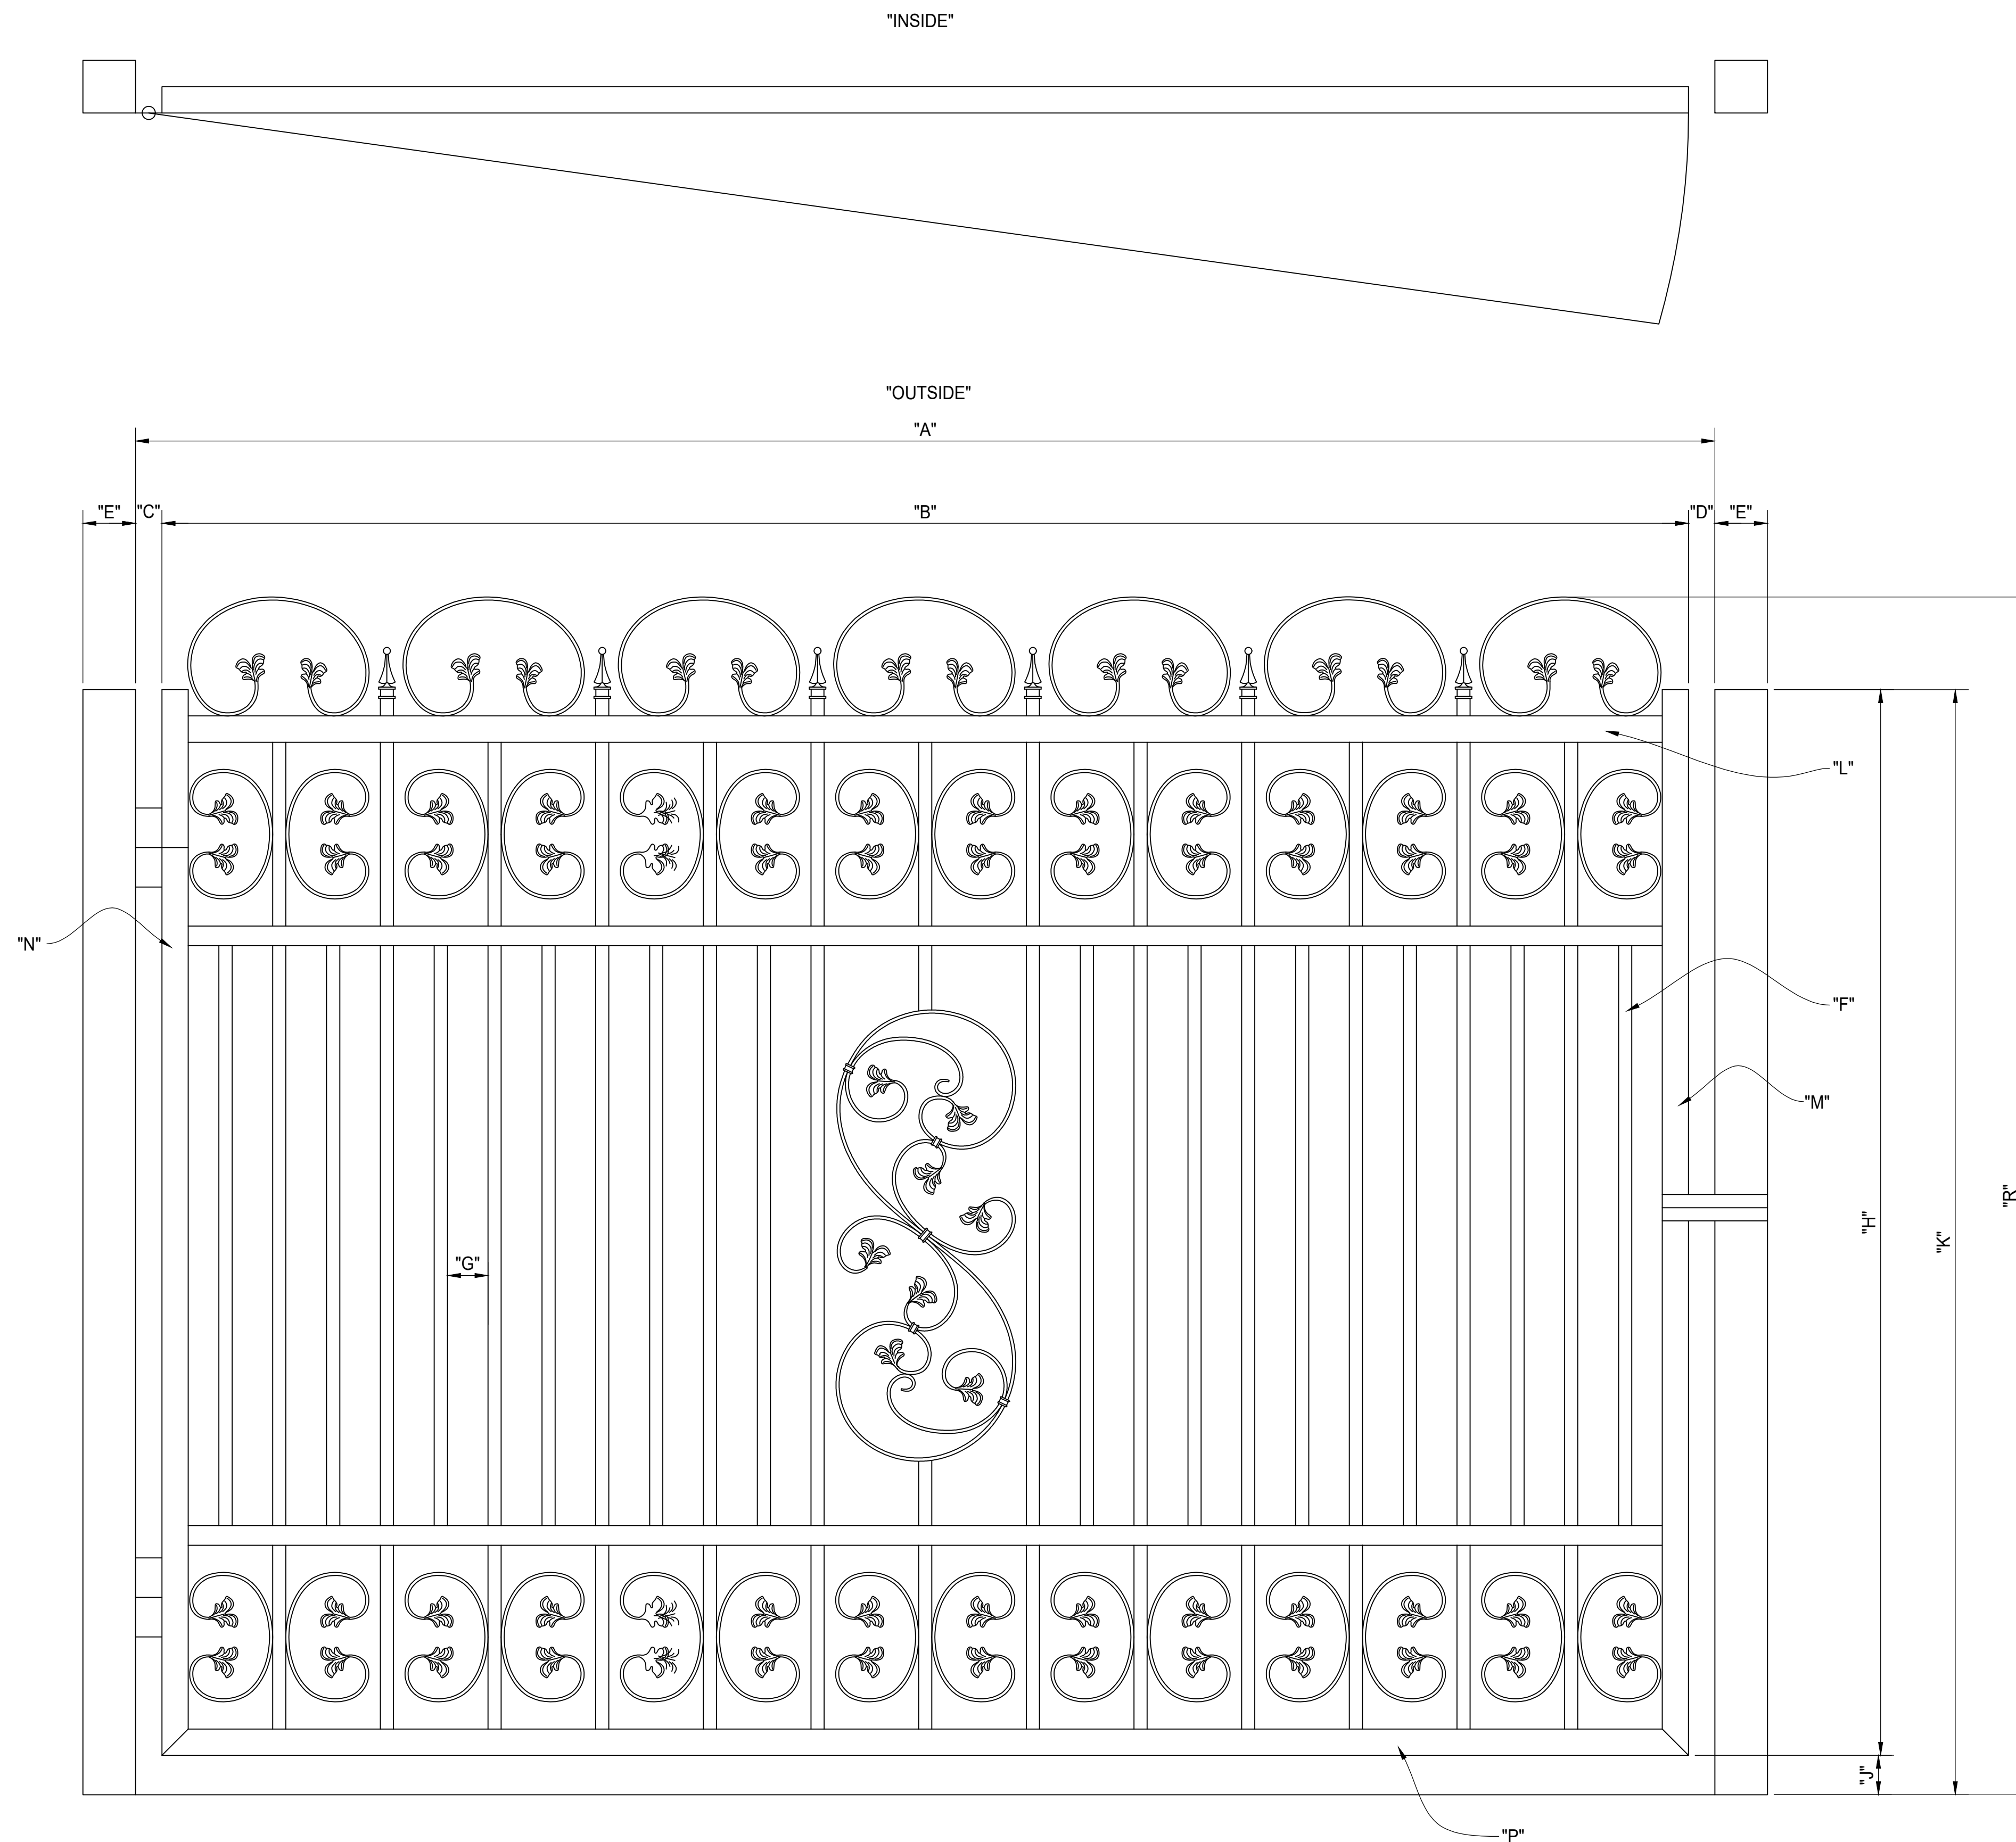 "INSIDE"
"OUTSIDE"
"A"
"E" "C" "B" "D" "E"
"L"
"N"
"F"
"M"
"R"
"H"
"K"
"G"
"J"
"P"